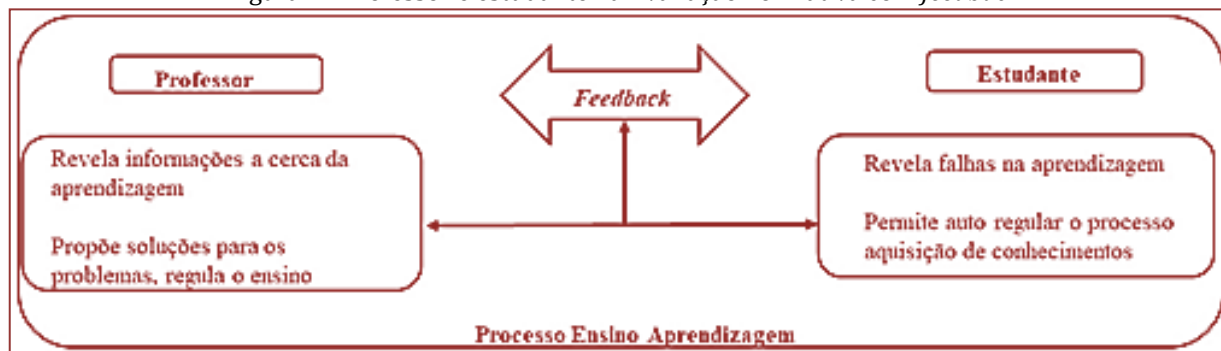 Professor
Feedback
Estudante
Revela informações a cerca da
aprendizagem
Propõe soluções para os
problemas, regula o ensino
Revela falhas na aprendizagem
Permite auto regular o processo
aquisição de conhecimentos
Processo Ensino Aprendizagem